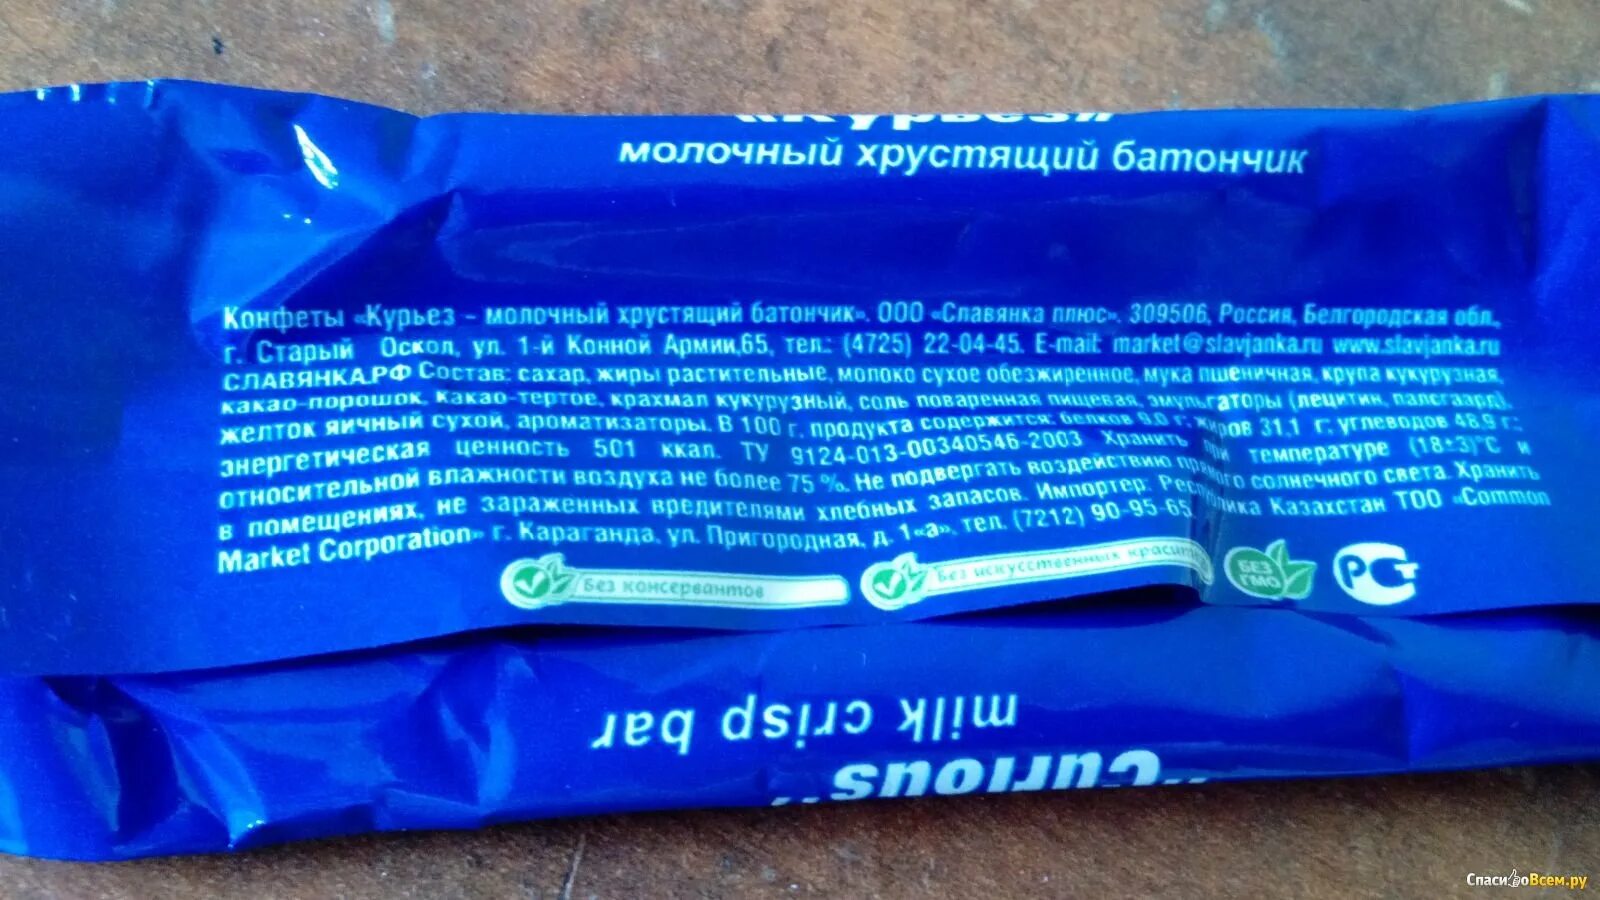 «Курьез»
молочный хрустящий батончик
Конфеты «Курьез – молочный хрустящий батончик». ООО «Славянка плюс». 309506, Россия, Белгородская обл.,
г. Старый Оскол, ул. 1-й Конной Армии,65, тел.: (4725) 22-04-45. E-mail: market@slavjanka.ru www.slavjanka.ru
СЛАВЯНКА.РФ Состав: сахар, жиры растительные, молоко сухое обезжиренное, мука пшеничная, крупа кукурузная,
какао-порошок, какао-тертое, крахмал кукурузный, соль поваренная пищевая, эмульгаторы (лецитин, палсгаард),
желток яичный сухой, ароматизаторы. В 100 г. продукта содержится: белков г; жиров 31,1 г; углеводов 48,9 г;
энергетическая ценность 501 ккал. ТУ 9124-013-00340546-2003 Хранить при температуре (18±3)°С и
относительной влажности воздуха не более 75 %. Не подвергать воздействию прямого солнечного света. Хранить
в помещениях, не зараженных вредителями хлебных запасов. Импортер: Республика Казахстан ТОО «Common
Market Corporation» г. Караганда, ул. Пригородная, д. 1«а», тел. (7212) 90-95-65
Без консервантов
Без искусственных красит
БЕЗ
ГМО
РСТ
milk crisp bar
"Curious"
СпасибоВсем.ру